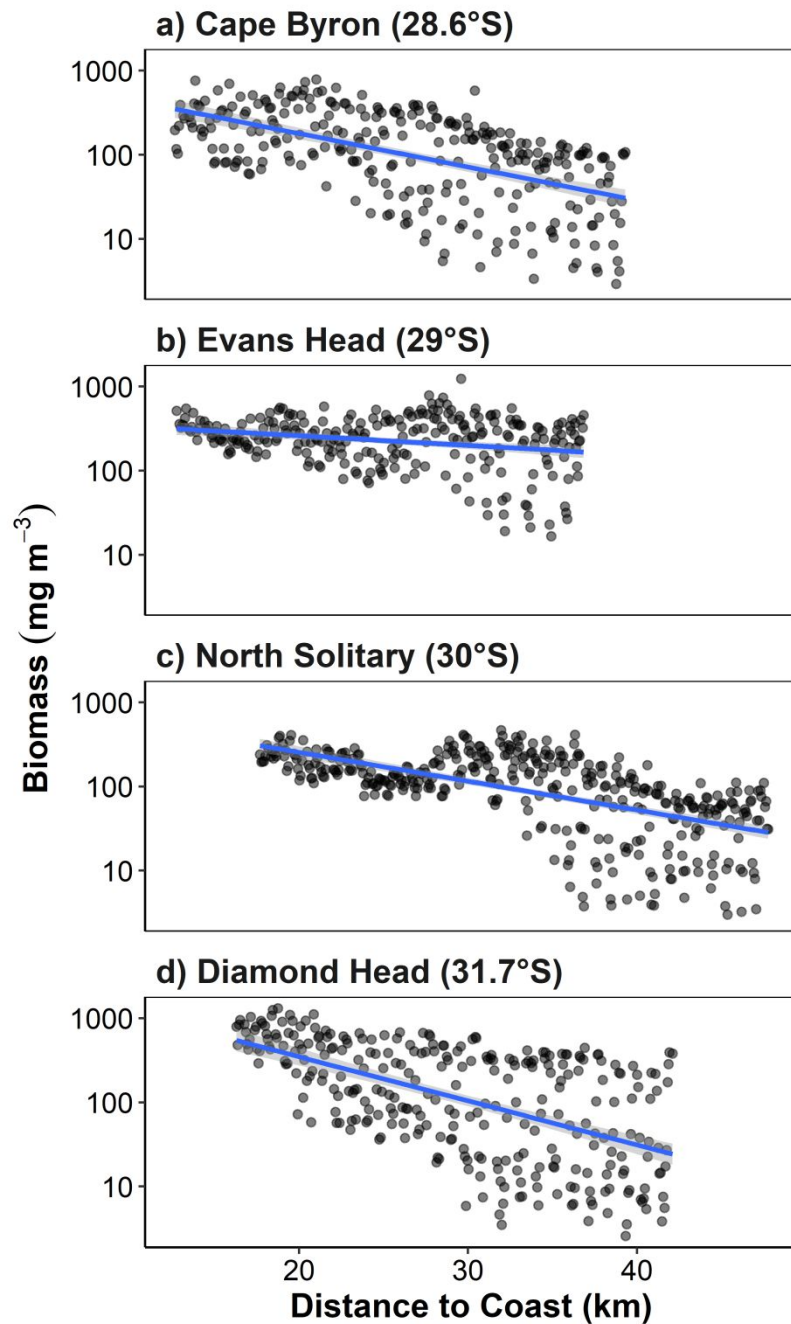 a) Cape Byron (28.6°S)
1000
100
10
b) Evans Head (29°S)
1000
100
10
c) North Solitary (30°S)
1000
100
10
d) Diamond Head (31.7°S)
1000
100
10
20 30 40
Distance to Coast (km)
Biomass (mg m⁻³)